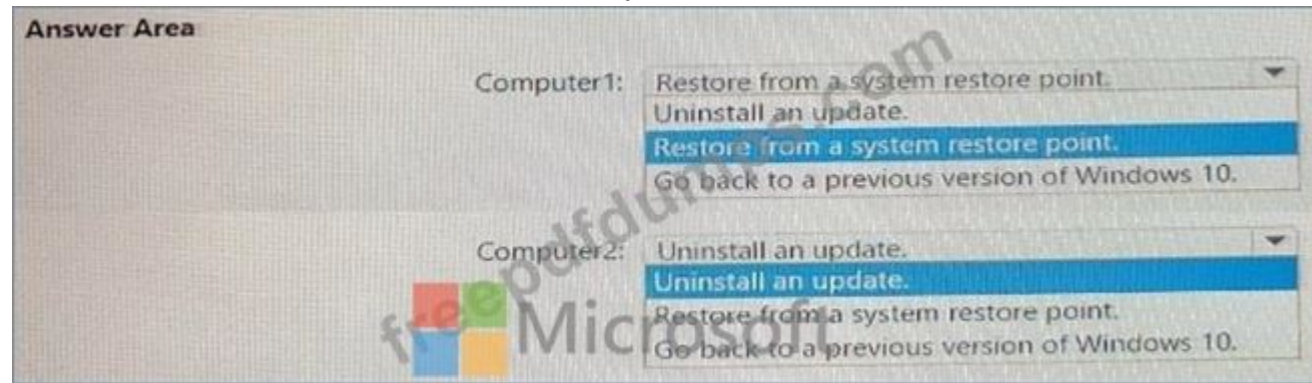 Answer Area
Computer1: Restore from a system restore point.
Uninstall an update.
Restore from a system restore point.
Go back to a previous version of Windows 10.
Computer2: Uninstall an update.
Uninstall an update.
Restore from a system restore point.
Go back to a previous version of Windows 10.
Microsoft
freepdfdumps.com